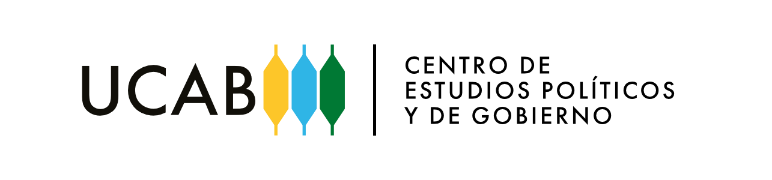 UCAB
CENTRO DE
ESTUDIOS POLÍTICOS
Y DE GOBIERNO